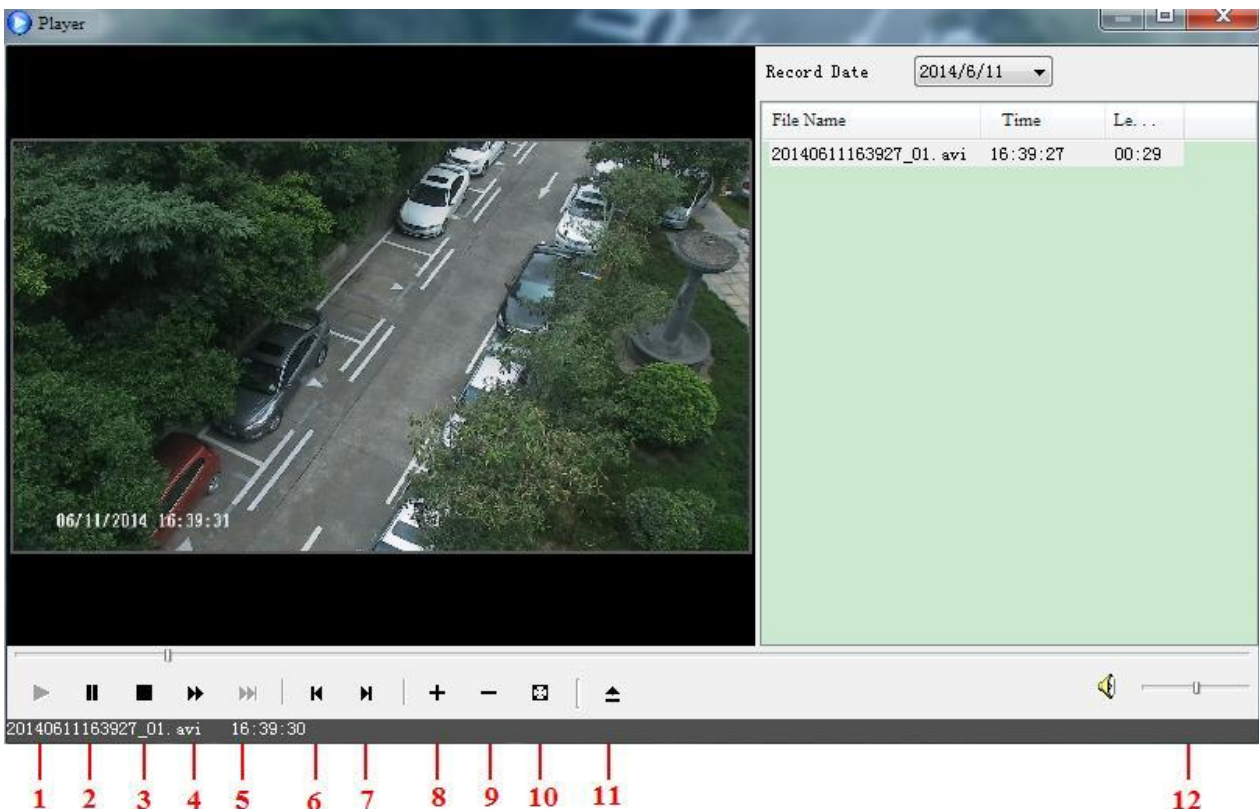 Player
Record Date 2014/6/11
File Name Time Le...
20140611163927_01.avi 16:39:27 00:29
06/11/2014 16:39:31
20140611163927_01.avi 16:39:30
1 2 3 4 5 6 7 8 9 10 11 12